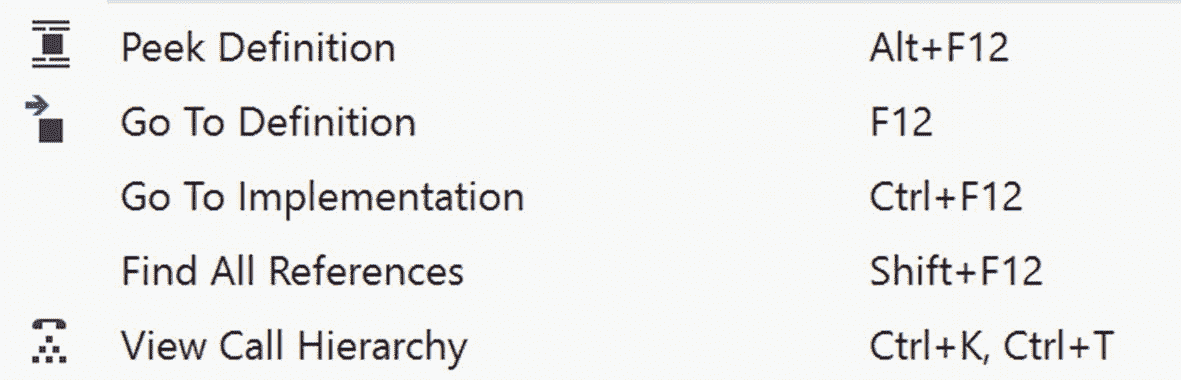 Peek Definition Alt+F12
Go To Definition F12
Go To Implementation Ctrl+F12
Find All References Shift+F12
View Call Hierarchy Ctrl+K, Ctrl+T